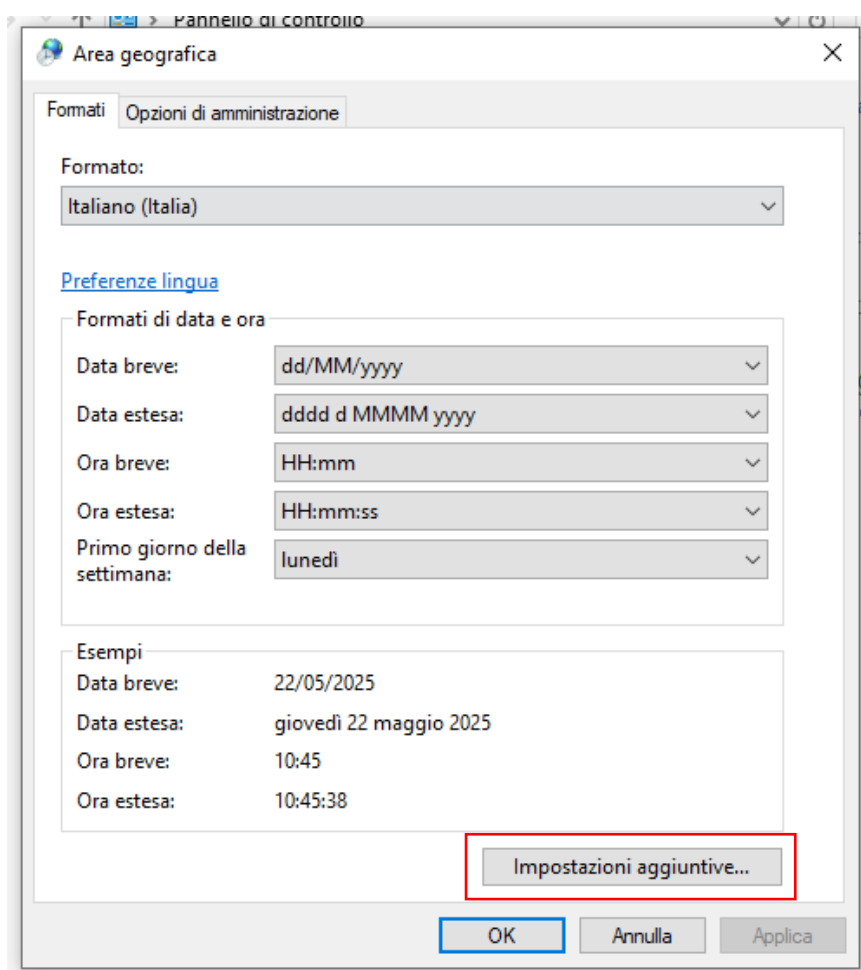 Pannello di controllo
Area geografica
Formati
Opzioni di amministrazione
Formato:
Italiano (Italia)
Preferenze lingua
Formati di data e ora
Data breve: dd/MM/yyyy
Data estesa: dddd d MMMM yyyy
Ora breve: HH:mm
Ora estesa: HH:mm:ss
Primo giorno della
settimana: lunedì
Esempi
Data breve: 22/05/2025
Data estesa: giovedì 22 maggio 2025
Ora breve: 10:45
Ora estesa: 10:45:38
Impostazioni aggiuntive...
OK Annulla Applica